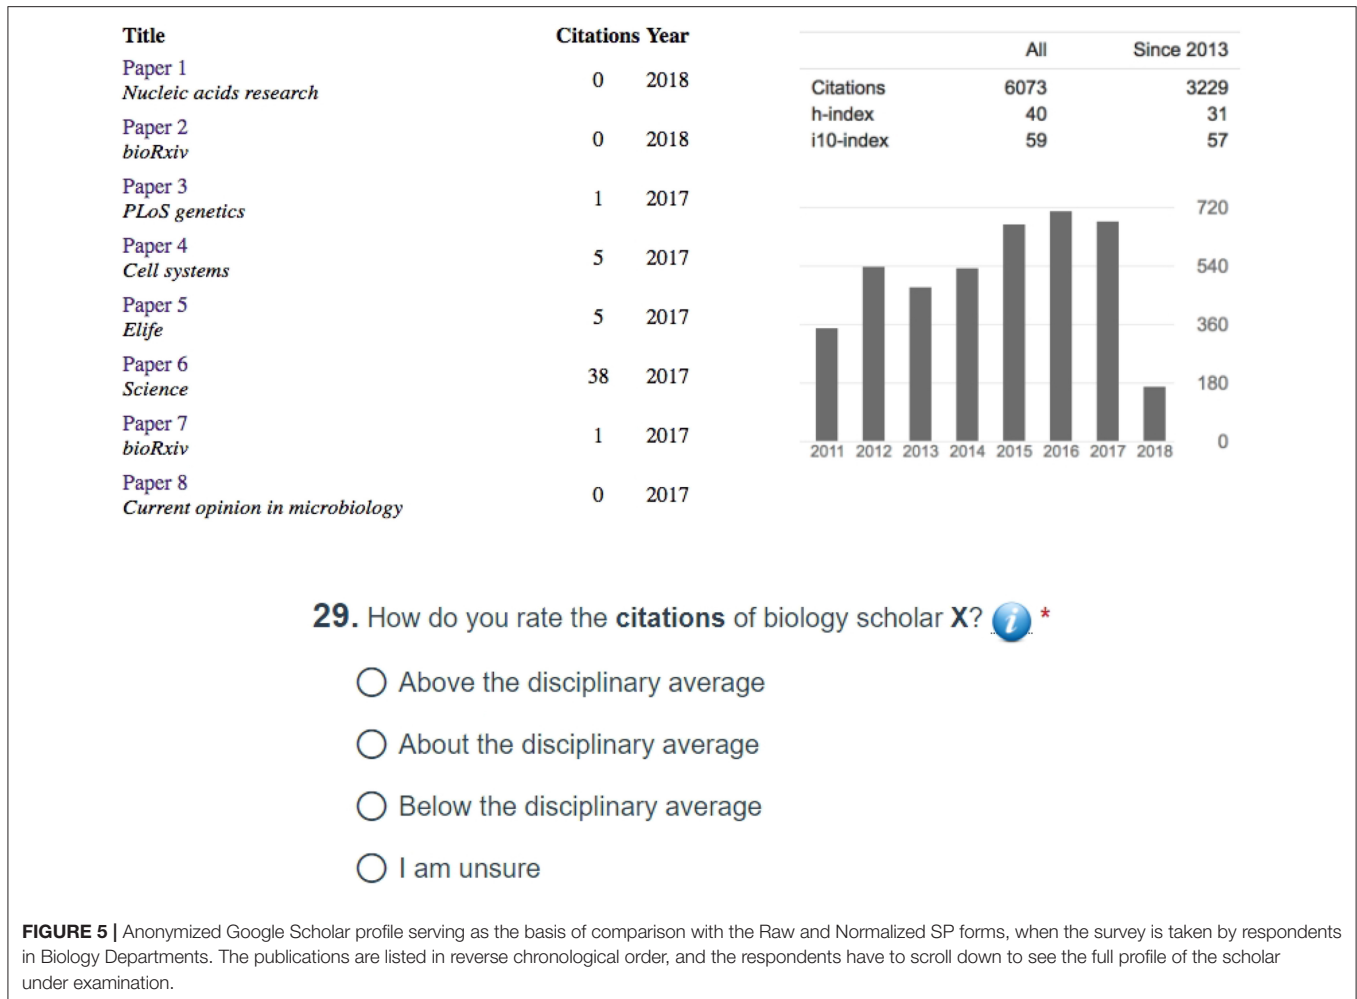 Title Citations Year
Paper 1
Nucleic acids research 0 2018
Paper 2
bioRxiv 0 2018
Paper 3
PLoS genetics 1 2017
Paper 4
Cell systems 5 2017
Paper 5
Elife 5 2017
Paper 6
Science 38 2017
Paper 7
bioRxiv 1 2017
Paper 8
Current opinion in microbiology 0 2017
All Since 2013
Citations 6073 3229
h-index 40 31
i10-index 59 57
720
540
360
180
0
2011 2012 2013 2014 2015 2016 2017 2018
29. How do you rate the citations of biology scholar X? i *
Above the disciplinary average
About the disciplinary average
Below the disciplinary average
I am unsure
FIGURE 5 | Anonymized Google Scholar profile serving as the basis of comparison with the Raw and Normalized SP forms, when the survey is taken by respondents
in Biology Departments. The publications are listed in reverse chronological order, and the respondents have to scroll down to see the full profile of the scholar
under examination.